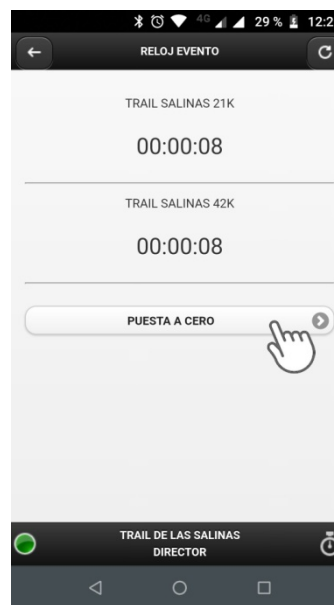 4G 29 % 12:2
RELOJ EVENTO
TRAIL SALINAS 21K
00:00:08
TRAIL SALINAS 42K
00:00:08
PUESTA A CERO
TRAIL DE LAS SALINAS
DIRECTOR